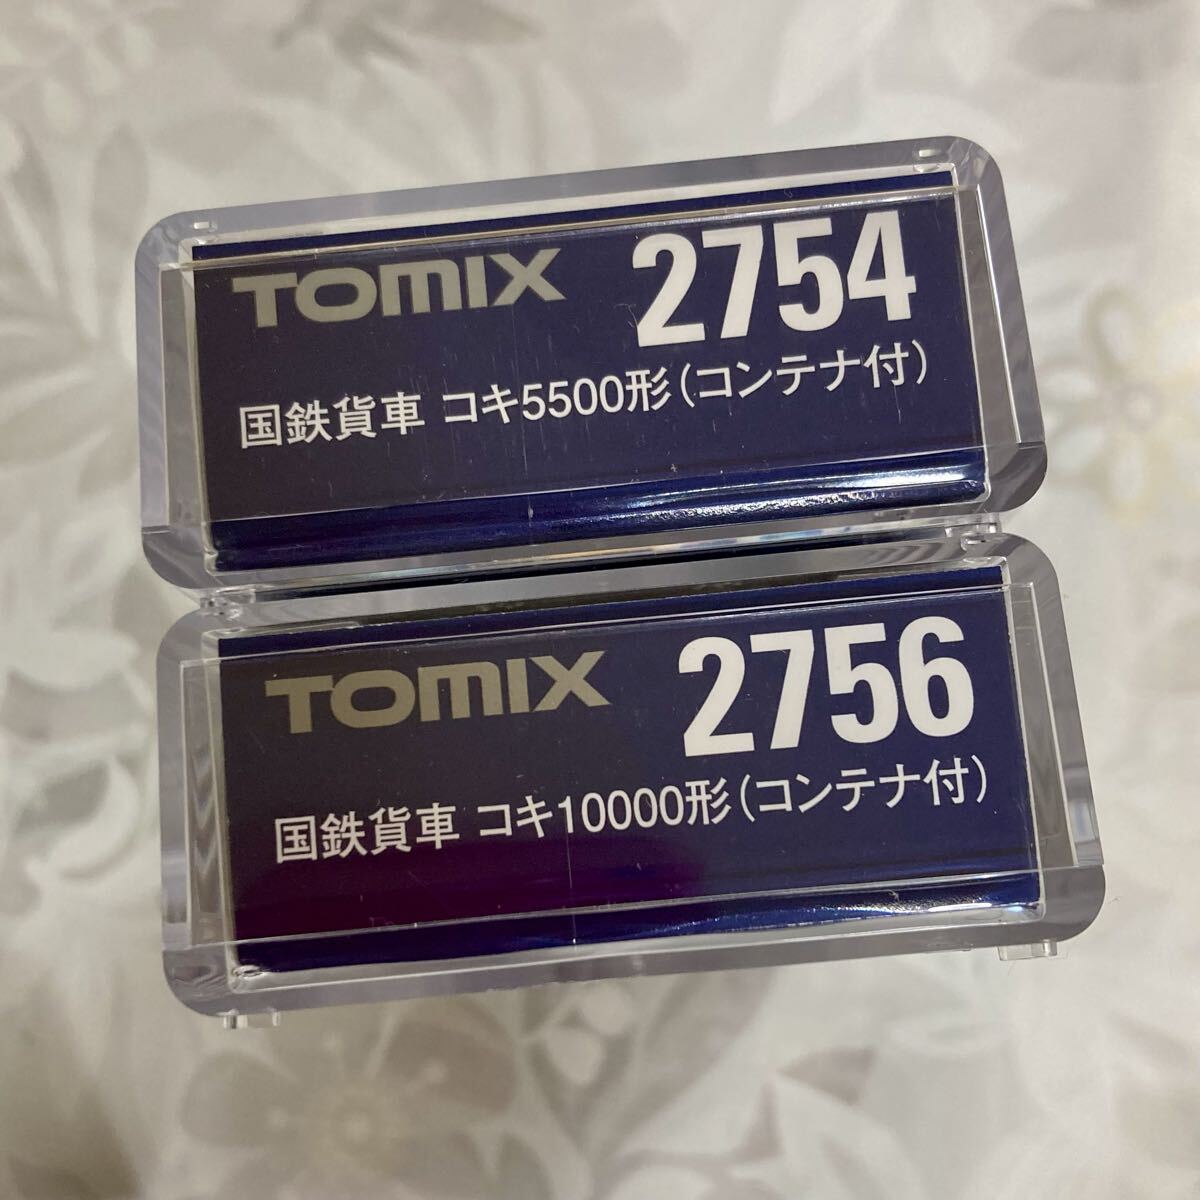 TOMIX 2754
国鉄貨車 コキ5500形(コンテナ付)
TOMIX 2756
国鉄貨車 コキ10000形(コンテナ付)